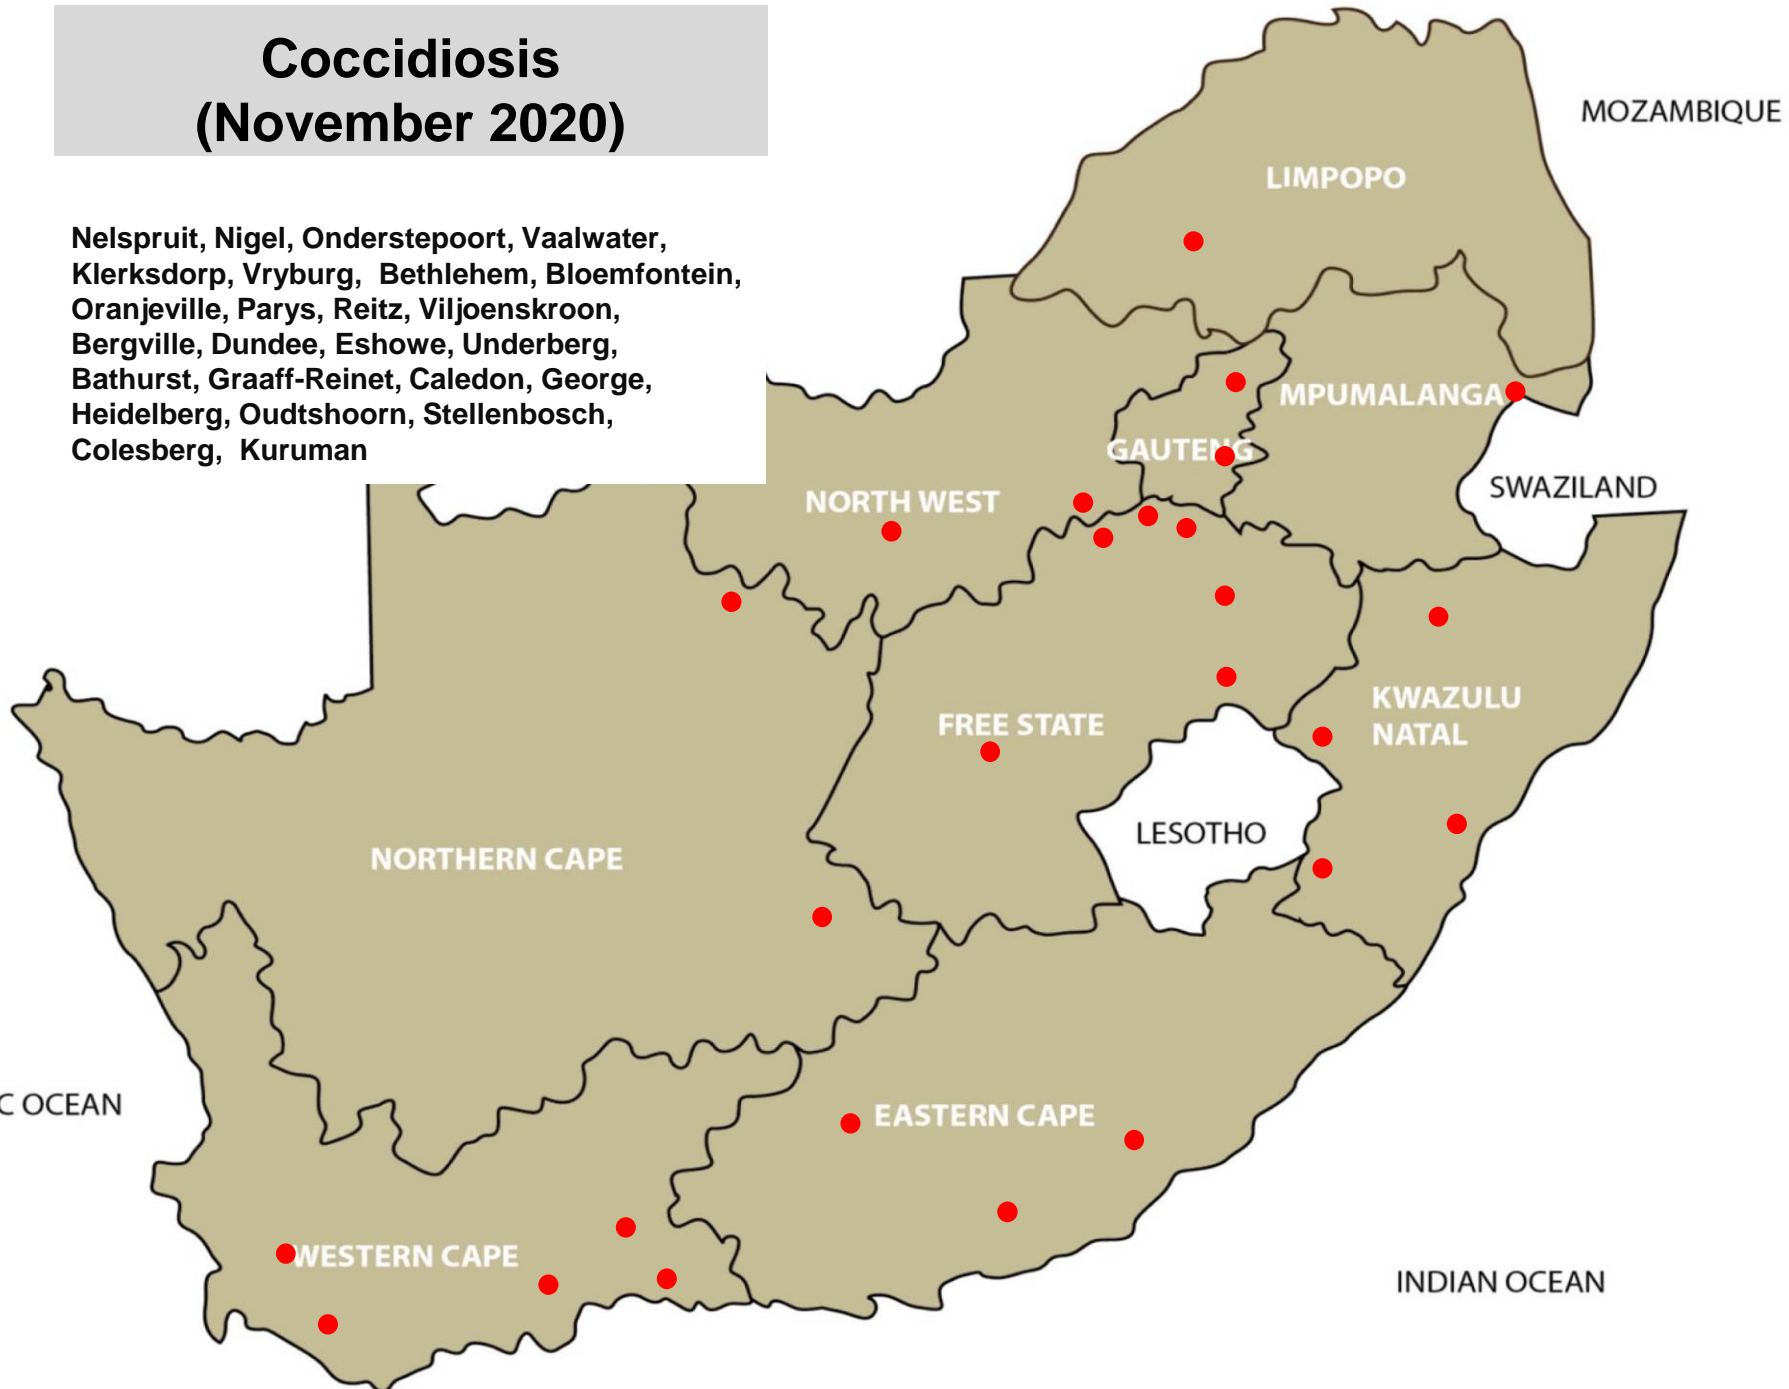 Coccidiosis
(November 2020)
Nelspruit, Nigel, Onderstepoort, Vaalwater,
Klerksdorp, Vryburg, Bethlehem, Bloemfontein,
Oranjeville, Parys, Reitz, Viljoenskroon,
Bergville, Dundee, Eshowe, Underberg,
Bathurst, Graaff-Reinet, Caledon, George,
Heidelberg, Oudtshoorn, Stellenbosch,
Colesberg, Kuruman
MOZAMBIQUE
LIMPOPO
MPUMALANGA
GAUTENG
SWAZILAND
NORTH WEST
KWAZULU
NATAL
FREE STATE
LESOTHO
NORTHERN CAPE
C OCEAN
EASTERN CAPE
WESTERN CAPE
INDIAN OCEAN